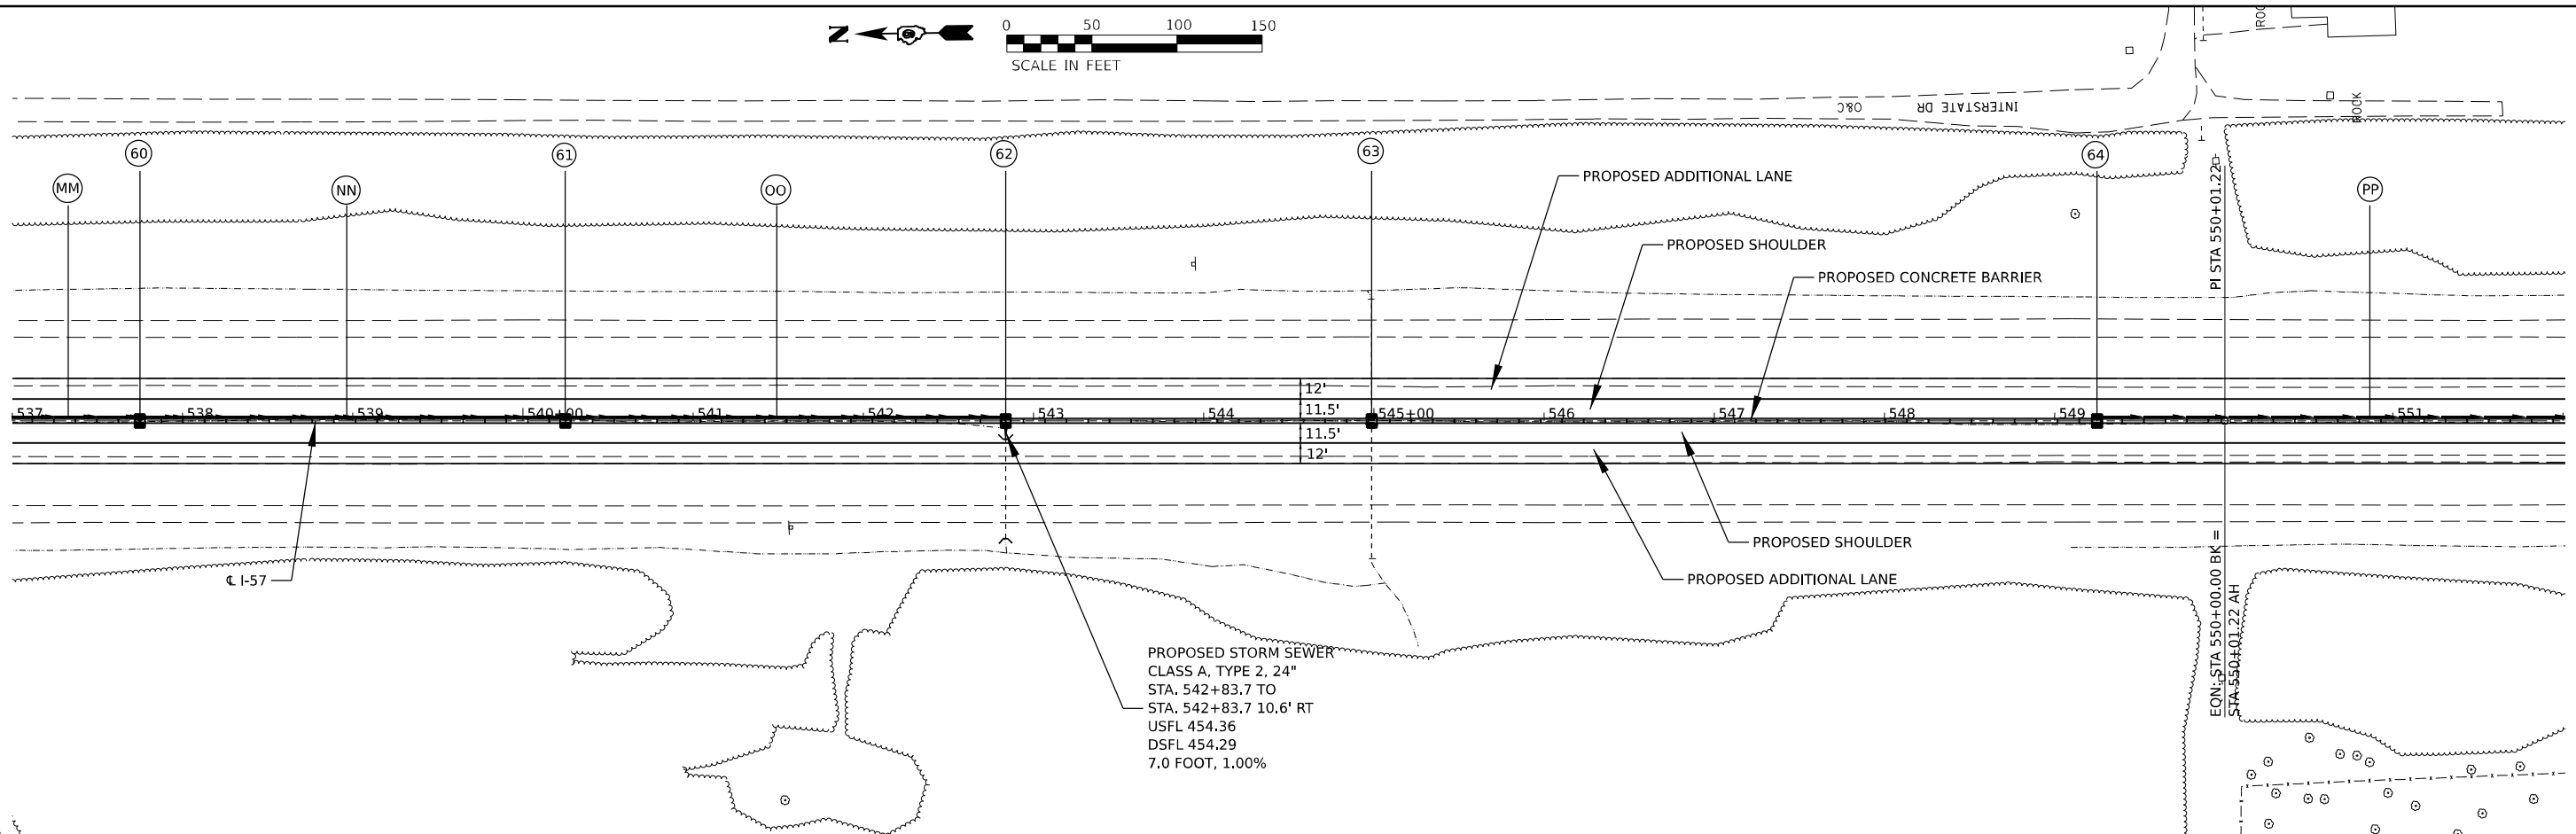 N
0 50 100 150
SCALE IN FEET
ROCK
O&C INTERSTATE DR
60 61 62 63 64
MM NN OO PP
PROPOSED ADDITIONAL LANE
PROPOSED SHOULDER
PROPOSED CONCRETE BARRIER
PI STA 550+01.22
12'
11.5'
537 538 539 540+00 541 542 543 544 545+00 546 547 548 549 551
11.5'
12'
℄ I-57
PROPOSED SHOULDER
PROPOSED ADDITIONAL LANE
EQN: STA 550+00.00 BK =
STA 550+01.22 AH
PROPOSED STORM SEWER
CLASS A, TYPE 2, 24"
STA. 542+83.7 TO
STA. 542+83.7 10.6' RT
USFL 454.36
DSFL 454.29
7.0 FOOT, 1.00%